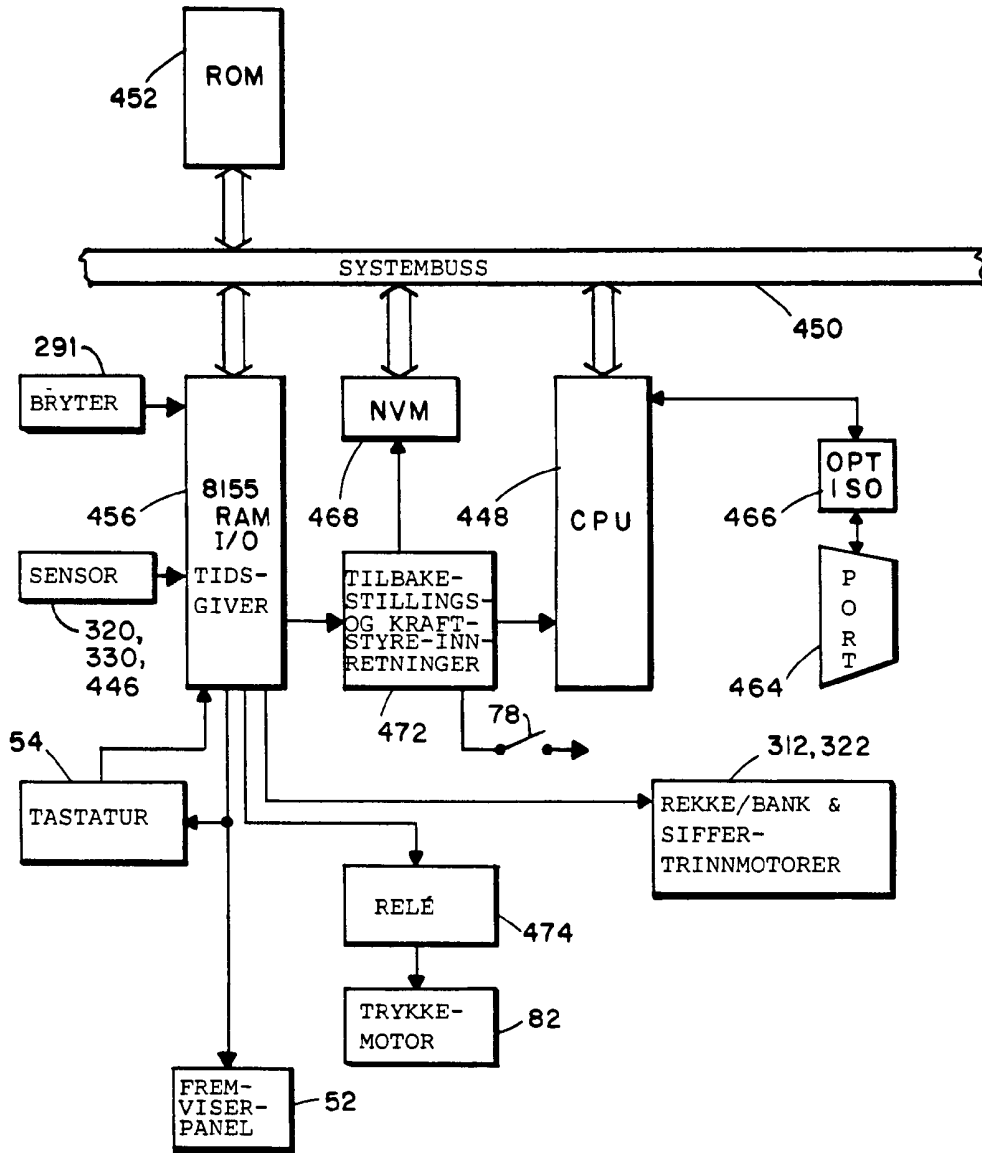 ROM
452
SYSTEMBUSS
450
291
BRYTER
NVM
8155
RAM
I/O
TIDS-
GIVER
456
468
448
CPU
OPT
ISO
466
SENSOR
320,
330,
446
TILBAKE-
STILLINGS-
OG KRAFT-
STYRE-INN-
RETNINGER
472
PORT
464
78
54
TASTATUR
312,322
REKKE/BANK &
SIFFER-
TRINNMOTORER
RELÉ
474
TRYKKE-
MOTOR
82
FREM-
VISER-
PANEL
52